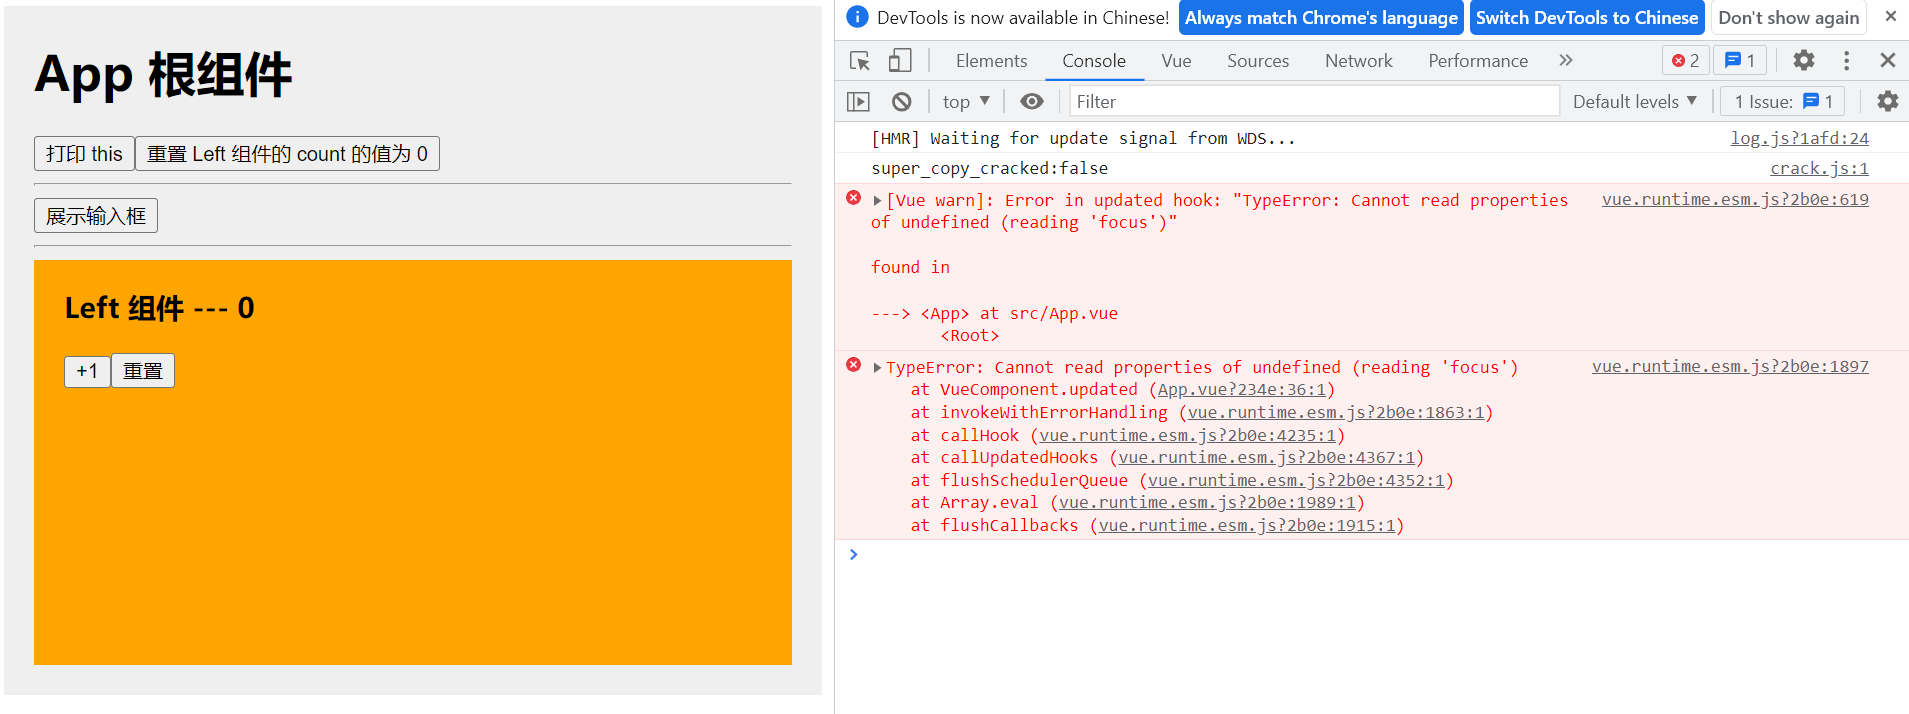 App 根组件
打印 this 重置 Left 组件的 count 的值为 0
展示输入框
Left 组件 --- 0
+1 重置
DevTools is now available in Chinese! Always match Chrome's language Switch DevTools to Chinese Don't show again ×
Elements Console Vue Sources Network Performance » 2 1
top ▼ Filter Default levels ▼ 1 Issue: 1
[HMR] Waiting for update signal from WDS... log.js?1afd:24
super_copy_cracked:false crack.js:1
▶[Vue warn]: Error in updated hook: "TypeError: Cannot read properties vue.runtime.esm.js?2b0e:619
of undefined (reading 'focus')"
found in
---> <App> at src/App.vue
<Root>
▶TypeError: Cannot read properties of undefined (reading 'focus') vue.runtime.esm.js?2b0e:1897
at VueComponent.updated (App.vue?234e:36:1)
at invokeWithErrorHandling (vue.runtime.esm.js?2b0e:1863:1)
at callHook (vue.runtime.esm.js?2b0e:4235:1)
at callUpdatedHooks (vue.runtime.esm.js?2b0e:4367:1)
at flushSchedulerQueue (vue.runtime.esm.js?2b0e:4352:1)
at Array.eval (vue.runtime.esm.js?2b0e:1989:1)
at flushCallbacks (vue.runtime.esm.js?2b0e:1915:1)
>